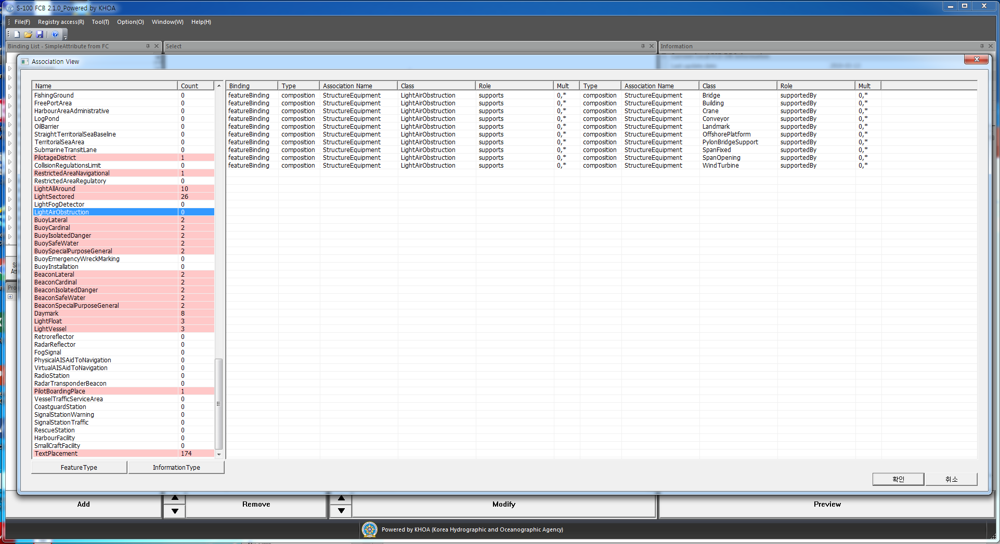 S-100 FCB 2.1.0_Powered by KHOA
File(F) Registry access(R) Tool(T) Option(O) Window(W) Help(H)
Binding List - SimpleAttribute from FC
Select
Information
Association View
Name Count
FishingGround 0
FreePortArea 0
HarbourAreaAdministrative 0
LogPond 0
OilBarrier 0
StraightTerritorialSeaBaseline 0
TerritorialSeaArea 0
SubmarineTransitLane 0
PilotageDistrict 1
CollisionRegulationsLimit 0
RestrictedAreaNavigational 1
RestrictedAreaRegulatory 0
LightAllAround 10
LightSectored 26
LightFogDetector 0
LightAirObstruction 0
BuoyLateral 2
BuoyCardinal 2
BuoyIsolatedDanger 2
BuoySafeWater 2
BuoySpecialPurposeGeneral 2
BuoyEmergencyWreckMarking 0
BuoyInstallation 0
BeaconLateral 2
BeaconCardinal 2
BeaconIsolatedDanger 2
BeaconSafeWater 2
BeaconSpecialPurposeGeneral 2
Daymark 8
LightFloat 3
LightVessel 3
Retroreflector 0
RadarReflector 0
FogSignal 0
PhysicalAISAidToNavigation 0
VirtualAISAidToNavigation 0
RadioStation 0
RadarTransponderBeacon 0
PilotBoardingPlace 1
VesselTrafficServiceArea 0
CoastguardStation 0
SignalStationWarning 0
SignalStationTraffic 0
RescueStation 0
HarbourFacility 0
SmallCraftFacility 0
TextPlacement 174
FeatureType InformationType
Binding Type Association Name Class Role Mult Type Association Name Class Role Mult
featureBinding composition StructureEquipment LightAirObstruction supports 0,* composition StructureEquipment Bridge supportedBy 0,*
featureBinding composition StructureEquipment LightAirObstruction supports 0,* composition StructureEquipment Building supportedBy 0,*
featureBinding composition StructureEquipment LightAirObstruction supports 0,* composition StructureEquipment Crane supportedBy 0,*
featureBinding composition StructureEquipment LightAirObstruction supports 0,* composition StructureEquipment Conveyor supportedBy 0,*
featureBinding composition StructureEquipment LightAirObstruction supports 0,* composition StructureEquipment Landmark supportedBy 0,*
featureBinding composition StructureEquipment LightAirObstruction supports 0,* composition StructureEquipment OffshorePlatform supportedBy 0,*
featureBinding composition StructureEquipment LightAirObstruction supports 0,* composition StructureEquipment PylonBridgeSupport supportedBy 0,*
featureBinding composition StructureEquipment LightAirObstruction supports 0,* composition StructureEquipment SpanFixed supportedBy 0,*
featureBinding composition StructureEquipment LightAirObstruction supports 0,* composition StructureEquipment SpanOpening supportedBy 0,*
featureBinding composition StructureEquipment LightAirObstruction supports 0,* composition StructureEquipment WindTurbine supportedBy 0,*
확인 취소
Add Remove Modify Preview
Powered by KHOA (Korea Hydrographic and Oceanographic Agency)